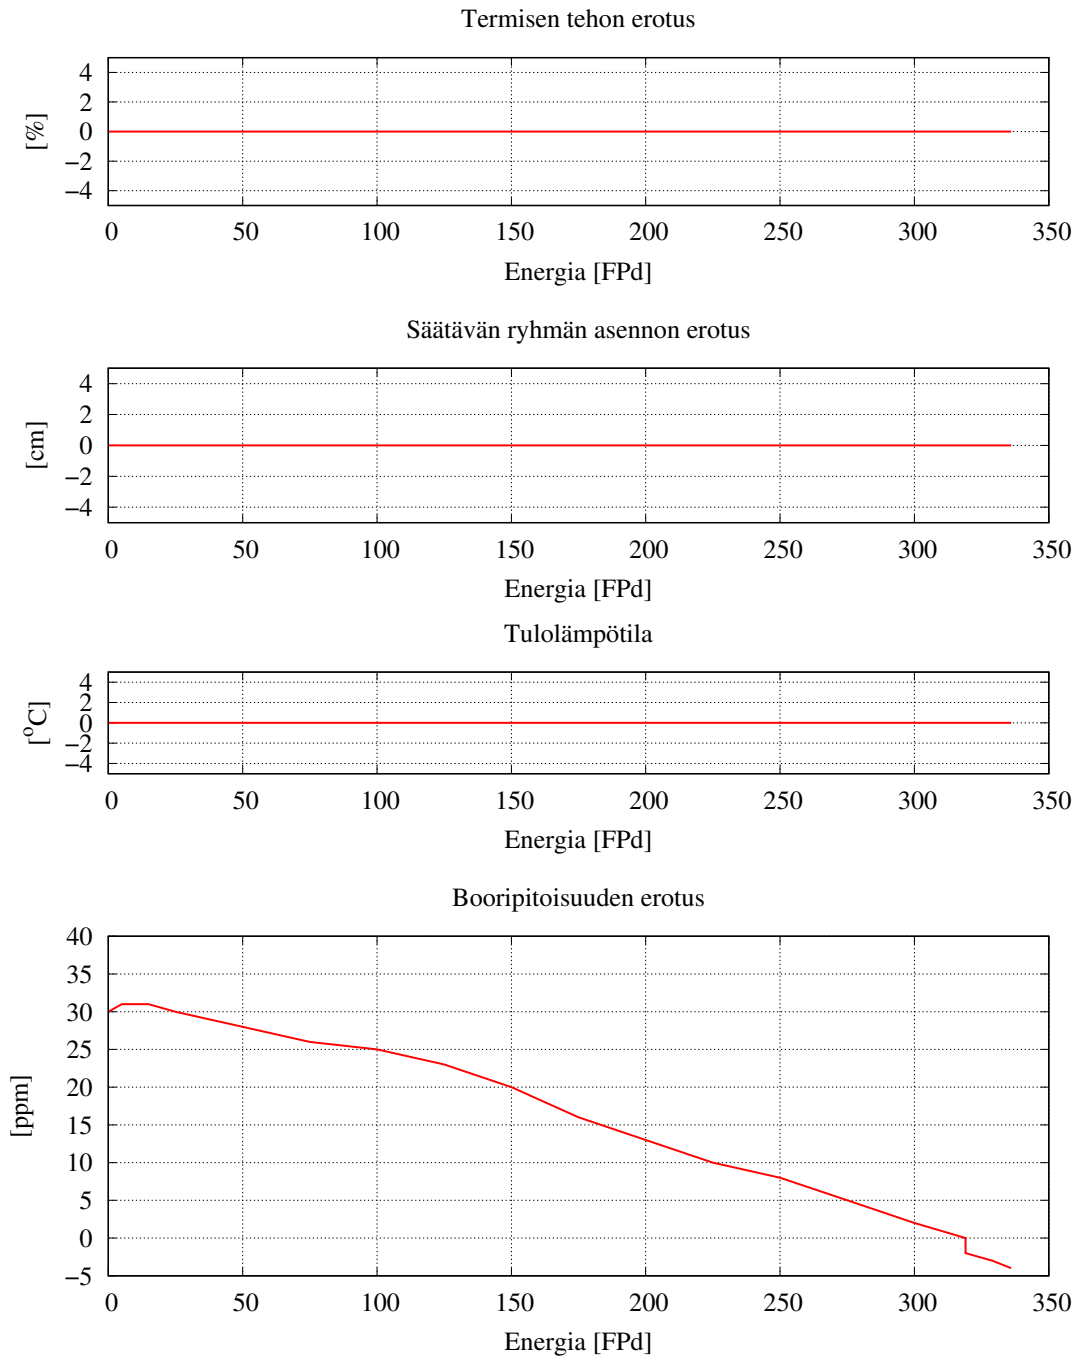 Termisen tehon erotus
4
2
0
−2
−4
[%]
0 50 100 150 200 250 300 350
Energia [FPd]
Säätävän ryhmän asennon erotus
4
2
0
−2
−4
[cm]
0 50 100 150 200 250 300 350
Energia [FPd]
Tulolämpötila
4
2
0
−2
−4
[°C]
0 50 100 150 200 250 300 350
Energia [FPd]
Booripitoisuuden erotus
40
35
30
25
20
15
10
5
0
−5
[ppm]
0 50 100 150 200 250 300 350
Energia [FPd]